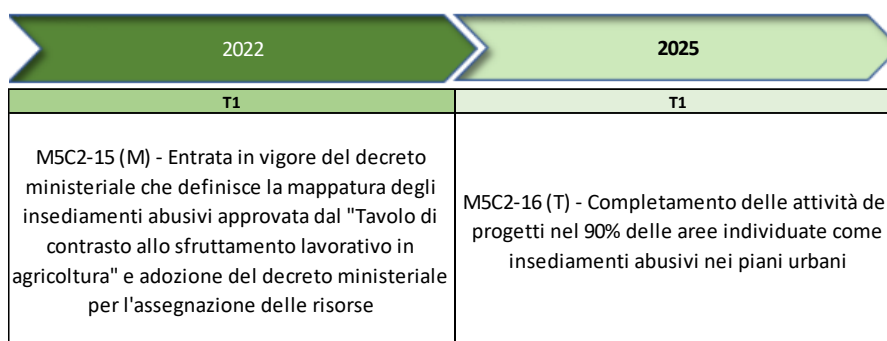 2022
2025
T1
T1
M5C2-15 (M) - Entrata in vigore del decreto
ministeriale che definisce la mappatura degli
insediamenti abusivi approvata dal "Tavolo di
contrasto allo sfruttamento lavorativo in
agricoltura" e adozione del decreto ministeriale
per l'assegnazione delle risorse
M5C2-16 (T) - Completamento delle attività de
progetti nel 90% delle aree individuate come
insediamenti abusivi nei piani urbani